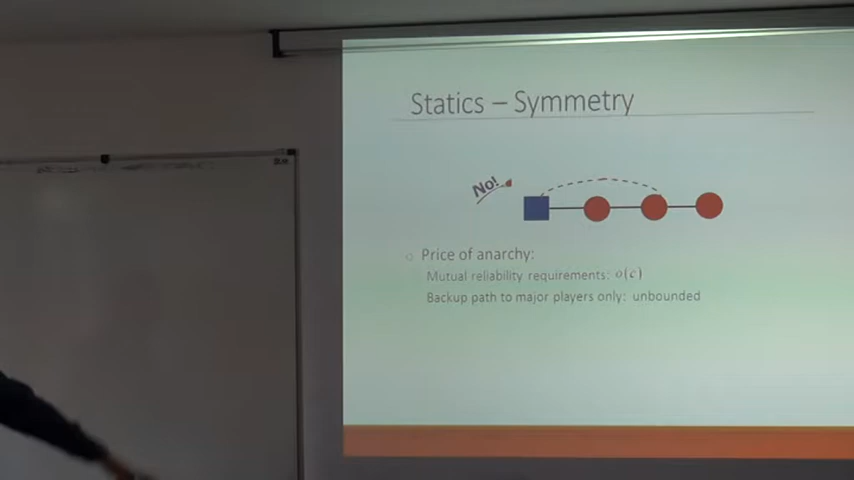 Statics – Symmetry
No!
Price of anarchy:
Mutual reliability requirements: o(c)
Backup path to major players only: unbounded